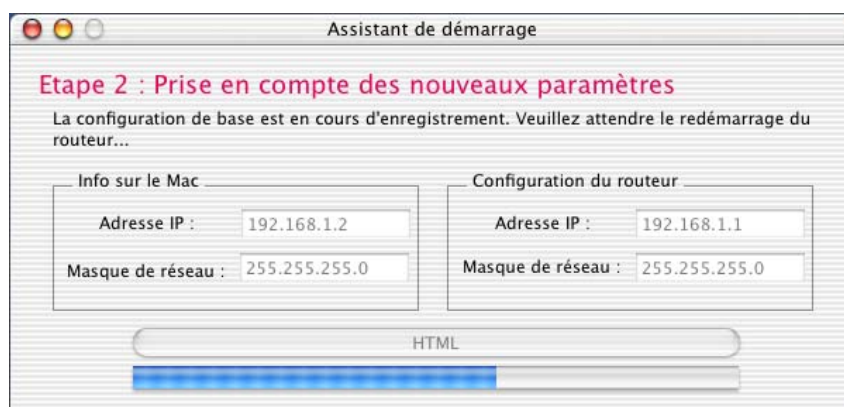 Assistant de démarrage
Etape 2 : Prise en compte des nouveaux paramètres
La configuration de base est en cours d'enregistrement. Veuillez attendre le redémarrage du
routeur...
Info sur le Mac
Adresse IP : 192.168.1.2
Masque de réseau : 255.255.255.0
Configuration du routeur
Adresse IP : 192.168.1.1
Masque de réseau : 255.255.255.0
HTML